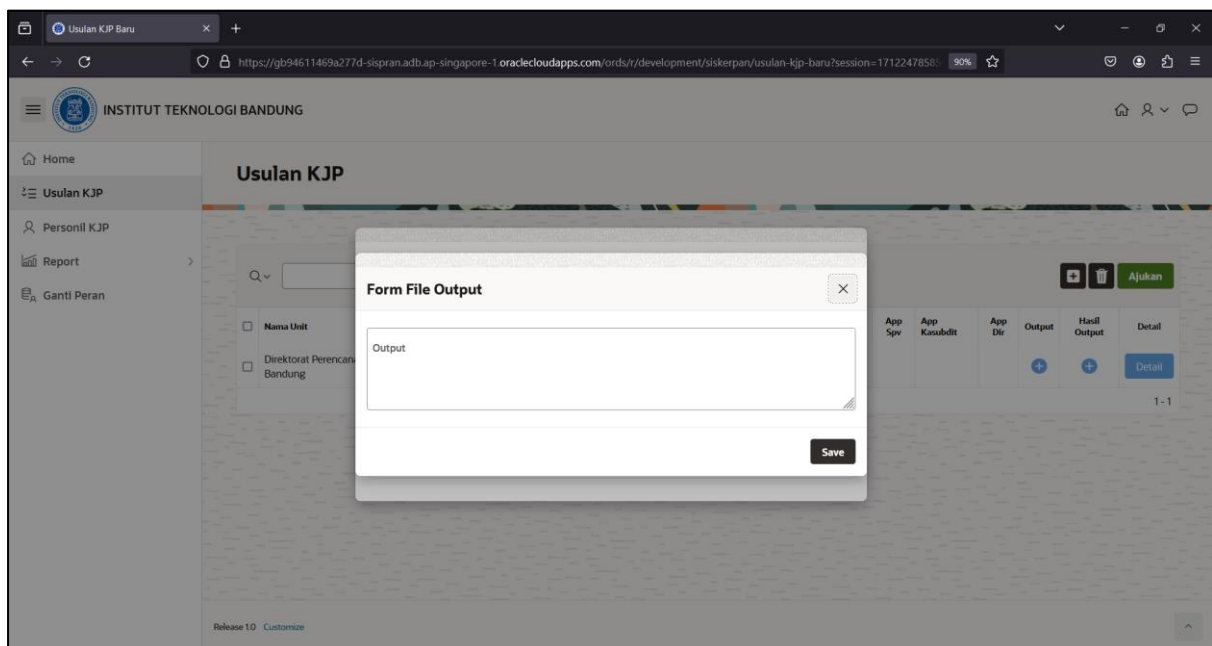 Usulan KJP Baru
https://gb94611469a277d-sispran.adb.ap-singapore-1.oraclecloudapps.com/ords/r/development/siskerpan/usulan-kjp-baru?session=17122478585
90%
INSTITUT TEKNOLOGI BANDUNG
Home
Usulan KJP
Personil KJP
Report
Ganti Peran
Usulan KJP
Ajukan
Form File Output
Output
Save
Nama Unit
App Spv
App Kasubdit
App Dir
Output
Hasil Output
Detail
Direktorat Perencan
Bandung
Detail
1 - 1
Release 1.0 Customize